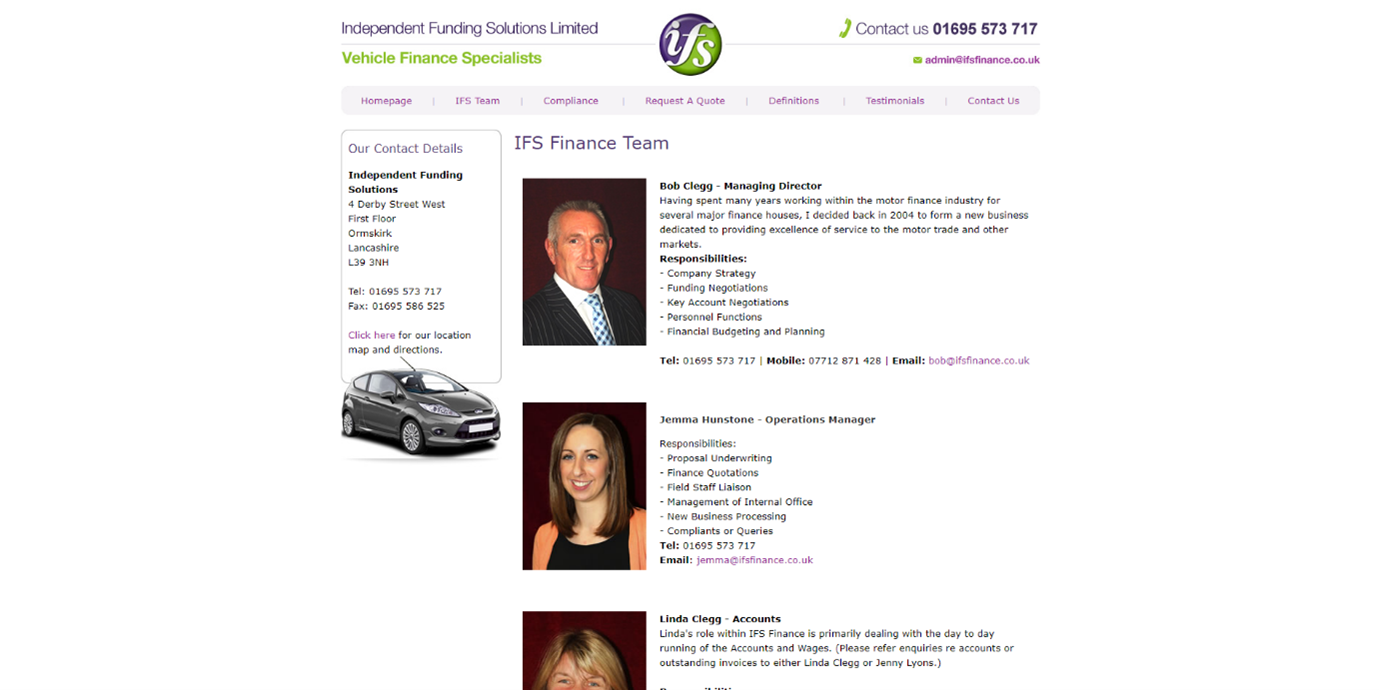 Independent Funding Solutions Limited
Vehicle Finance Specialists
ifs
Contact us 01695 573 717
admin@ifsfinance.co.uk
Homepage | IFS Team | Compliance | Request A Quote | Definitions | Testimonials | Contact Us
Our Contact Details
Independent Funding
Solutions
4 Derby Street West
First Floor
Ormskirk
Lancashire
L39 3NH
Tel: 01695 573 717
Fax: 01695 586 525
Click here for our location
map and directions.
IFS Finance Team
Bob Clegg - Managing Director
Having spent many years working within the motor finance industry for
several major finance houses, I decided back in 2004 to form a new business
dedicated to providing excellence of service to the motor trade and other
markets.
Responsibilities:
- Company Strategy
- Funding Negotiations
- Key Account Negotiations
- Personnel Functions
- Financial Budgeting and Planning
Tel: 01695 573 717 | Mobile: 07712 871 428 | Email: bob@ifsfinance.co.uk
Jemma Hunstone - Operations Manager
Responsibilities:
- Proposal Underwriting
- Finance Quotations
- Field Staff Liaison
- Management of Internal Office
- New Business Processing
- Compliants or Queries
Tel: 01695 573 717
Email: jemma@ifsfinance.co.uk
Linda Clegg - Accounts
Linda's role within IFS Finance is primarily dealing with the day to day
running of the Accounts and Wages. (Please refer enquiries re accounts or
outstanding invoices to either Linda Clegg or Jenny Lyons.)